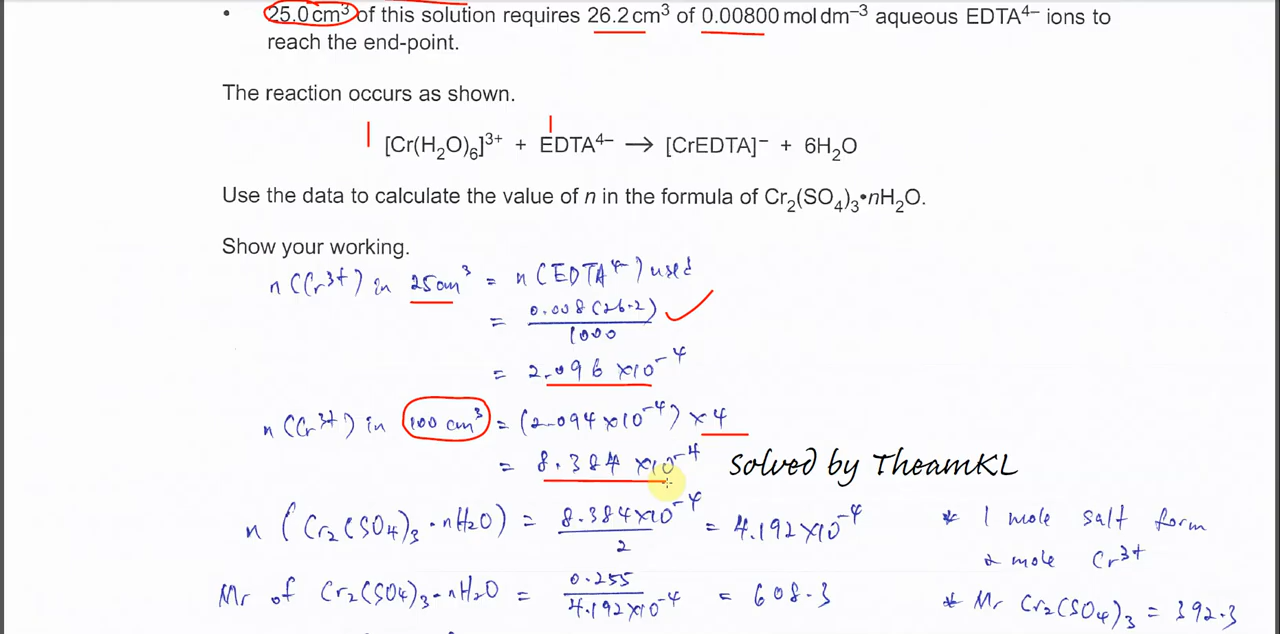 • 25.0 cm³ of this solution requires 26.2 cm³ of 0.00800 mol dm⁻³ aqueous EDTA⁴⁻ ions to
reach the end-point.
The reaction occurs as shown.
[Cr(H₂O)₆]³⁺ + EDTA⁴⁻ → [CrEDTA]⁻ + 6H₂O
Use the data to calculate the value of n in the formula of Cr₂(SO₄)₃•nH₂O.
Show your working.
n(Cr³⁺) in 25cm³ = n(EDTA⁴⁻) used
= 0.008(26.2)
1000
= 2.096 ×10⁻⁴
n(Cr³⁺) in 100 cm³ = (2.094×10⁻⁴) ×4
= 8.384 ×10⁻⁴
Solved by TheamKL
n (Cr₂(SO₄)₃·nH₂O) = 8.384×10⁻⁴ = 4.192×10⁻⁴
2
* 1 mole salt form
2 mole Cr³⁺
Mr of Cr₂(SO₄)₃·nH₂O = 0.255 = 608.3
4.192×10⁻⁴
* Mr Cr₂(SO₄)₃ = 392.3